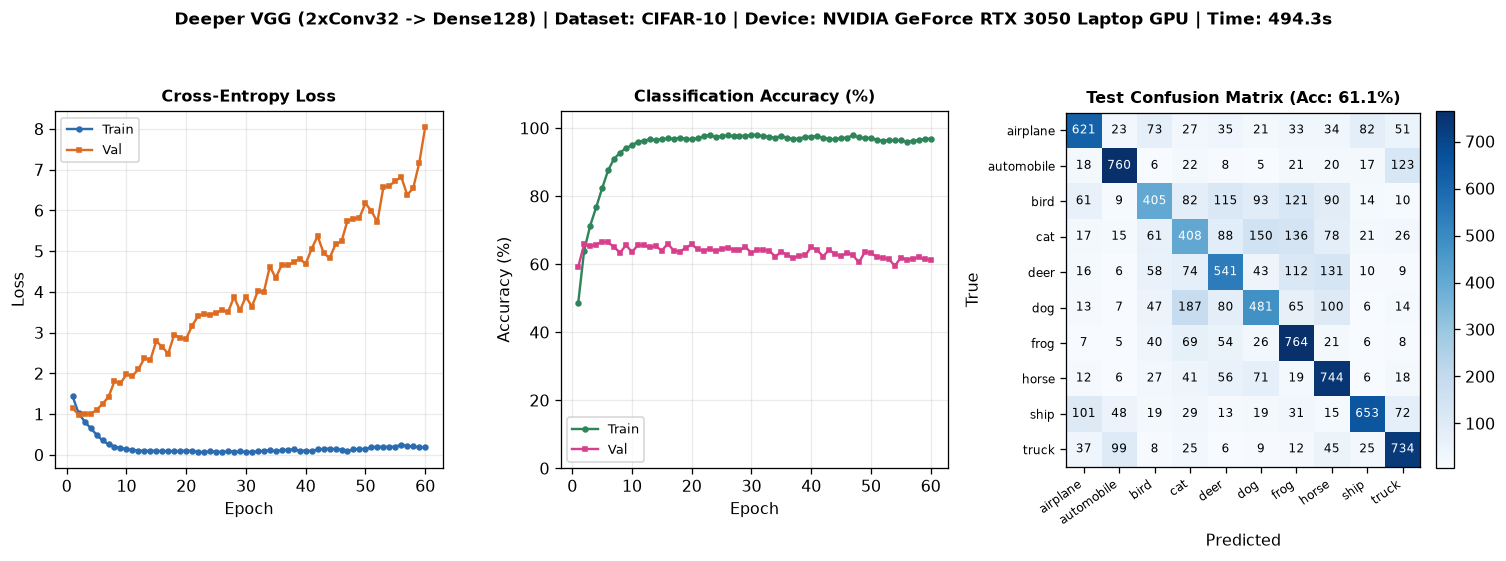 Deeper VGG (2xConv32 -> Dense128) | Dataset: CIFAR-10 | Device: NVIDIA GeForce RTX 3050 Laptop GPU | Time: 494.3s
Cross-Entropy Loss
Train
Val
8
7
6
5
4
3
2
1
0
Loss
0 10 20 30 40 50 60
Epoch
Classification Accuracy (%)
100
80
60
40
20
0
Accuracy (%)
Train
Val
0 10 20 30 40 50 60
Epoch
Test Confusion Matrix (Acc: 61.1%)
True
airplane 621 23 73 27 35 21 33 34 82 51
automobile 18 760 6 22 8 5 21 20 17 123
bird 61 9 405 82 115 93 121 90 14 10
cat 17 15 61 408 88 150 136 78 21 26
deer 16 6 58 74 541 43 112 131 10 9
dog 13 7 47 187 80 481 65 100 6 14
frog 7 5 40 69 54 26 764 21 6 8
horse 12 6 27 41 56 71 19 744 6 18
ship 101 48 19 29 13 19 31 15 653 72
truck 37 99 8 25 6 9 12 45 25 734
airplane automobile bird cat deer dog frog horse ship truck
Predicted
700
600
500
400
300
200
100